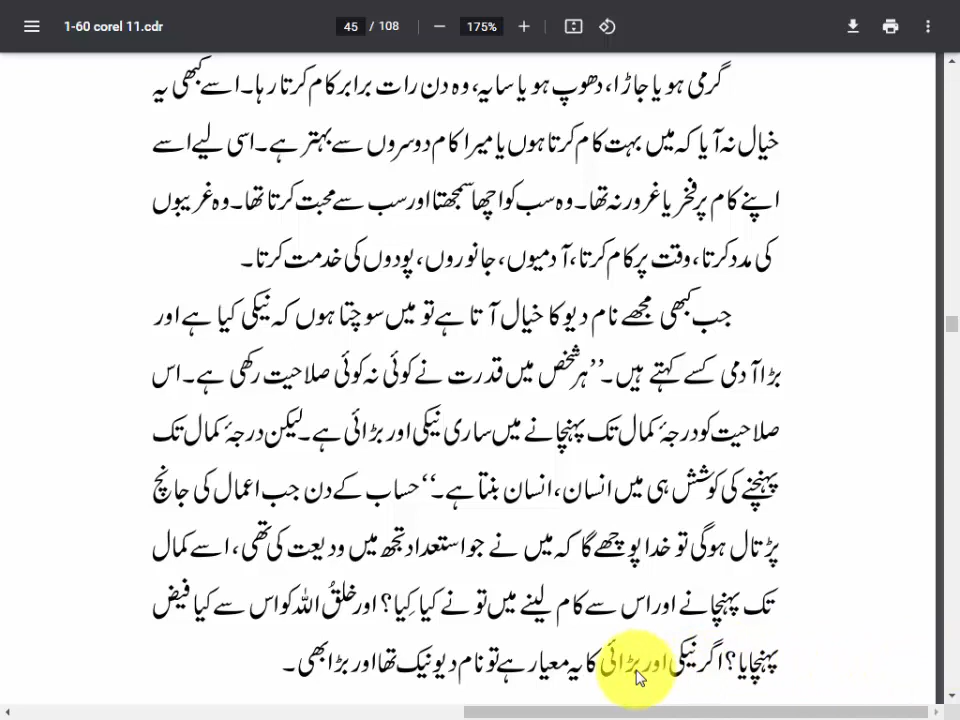 1-60 corel 11.cdr
45 / 108
175%
گرمی ہو یا جاڑا، دھوپ ہو یا سایہ، وہ دن رات برابر کام کرتا رہا۔ اسے کبھی یہ
خیال نہ آیا کہ میں بہت کام کرتا ہوں یا میرا کام دوسروں سے بہتر ہے۔ اسی لیے اسے
اپنے کام پر فخر یا غرور نہ تھا۔ وہ سب کو اچھا سمجھتا اور سب سے محبت کرتا تھا۔ وہ غریبوں
کی مدد کرتا، وقت پر کام کرتا، آدمیوں، جانوروں، پودوں کی خدمت کرتا۔
جب کبھی مجھے نام دیو کا خیال آتا ہے تو میں سوچتا ہوں کہ نیکی کیا ہے اور
بڑا آدمی کسے کہتے ہیں۔ ’’ہر شخص میں قدرت نے کوئی نہ کوئی صلاحیت رکھی ہے۔ اس
صلاحیت کو درجۂ کمال تک پہنچانے میں ساری نیکی اور بڑائی ہے۔ لیکن درجۂ کمال تک
پہنچنے کی کوشش ہی میں انسان، انسان بنتا ہے۔‘‘ حساب کے دن جب اعمال کی جانچ
پڑتال ہوگی تو خدا پوچھے گا کہ میں نے جو استعداد تجھ میں ودیعت کی تھی، اسے کمال
تک پہنچانے اور اس سے کام لینے میں تو نے کیا کِیا؟ اور خلقُ اللہ کو اس سے کیا فیض
پہنچایا؟ اگر نیکی اور بڑائی کا یہ معیار ہے تو نام دیو نیک تھا اور بڑا بھی۔